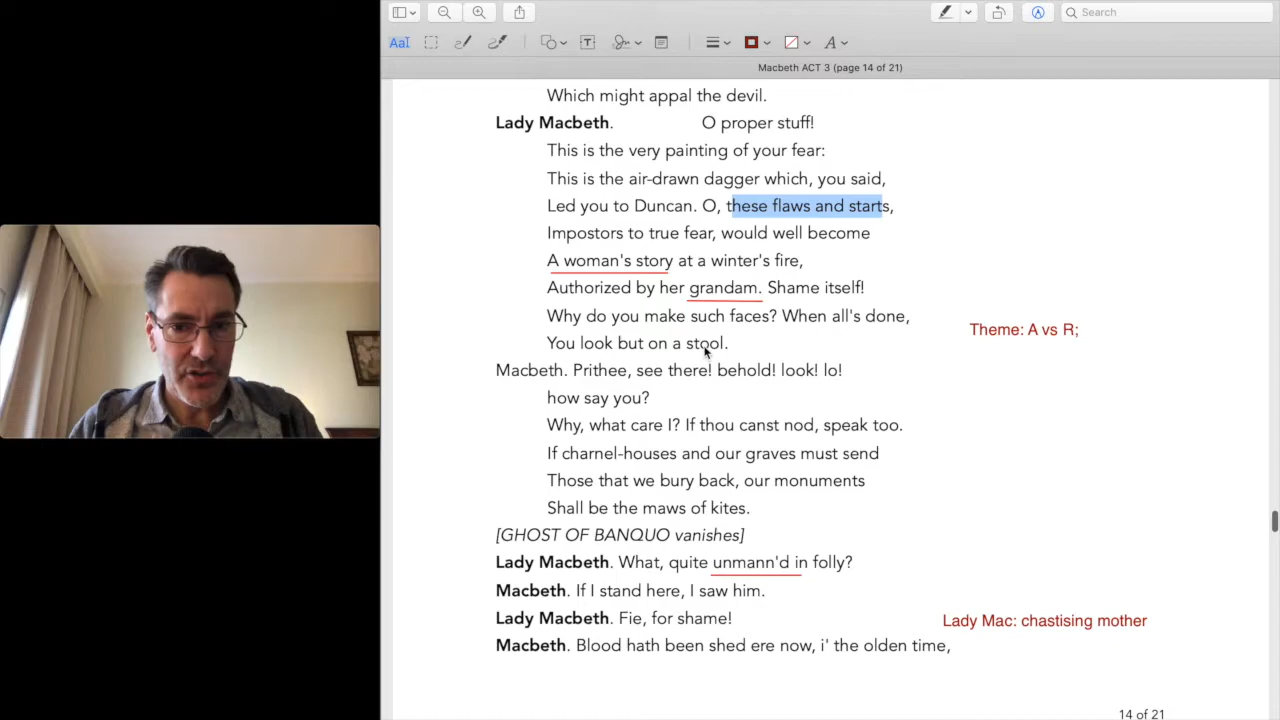 Search
AaI
T
A
Macbeth ACT 3 (page 14 of 21)
Which might appal the devil.
Lady Macbeth. O proper stuff!
This is the very painting of your fear:
This is the air-drawn dagger which, you said,
Led you to Duncan. O, these flaws and starts,
Impostors to true fear, would well become
A woman's story at a winter's fire,
Authorized by her grandam. Shame itself!
Why do you make such faces? When all's done,
Theme: A vs R;
You look but on a stool.
Macbeth. Prithee, see there! behold! look! lo!
how say you?
Why, what care I? If thou canst nod, speak too.
If charnel-houses and our graves must send
Those that we bury back, our monuments
Shall be the maws of kites.
[GHOST OF BANQUO vanishes]
Lady Macbeth. What, quite unmann'd in folly?
Macbeth. If I stand here, I saw him.
Lady Macbeth. Fie, for shame!
Lady Mac: chastising mother
Macbeth. Blood hath been shed ere now, i' the olden time,
14 of 21